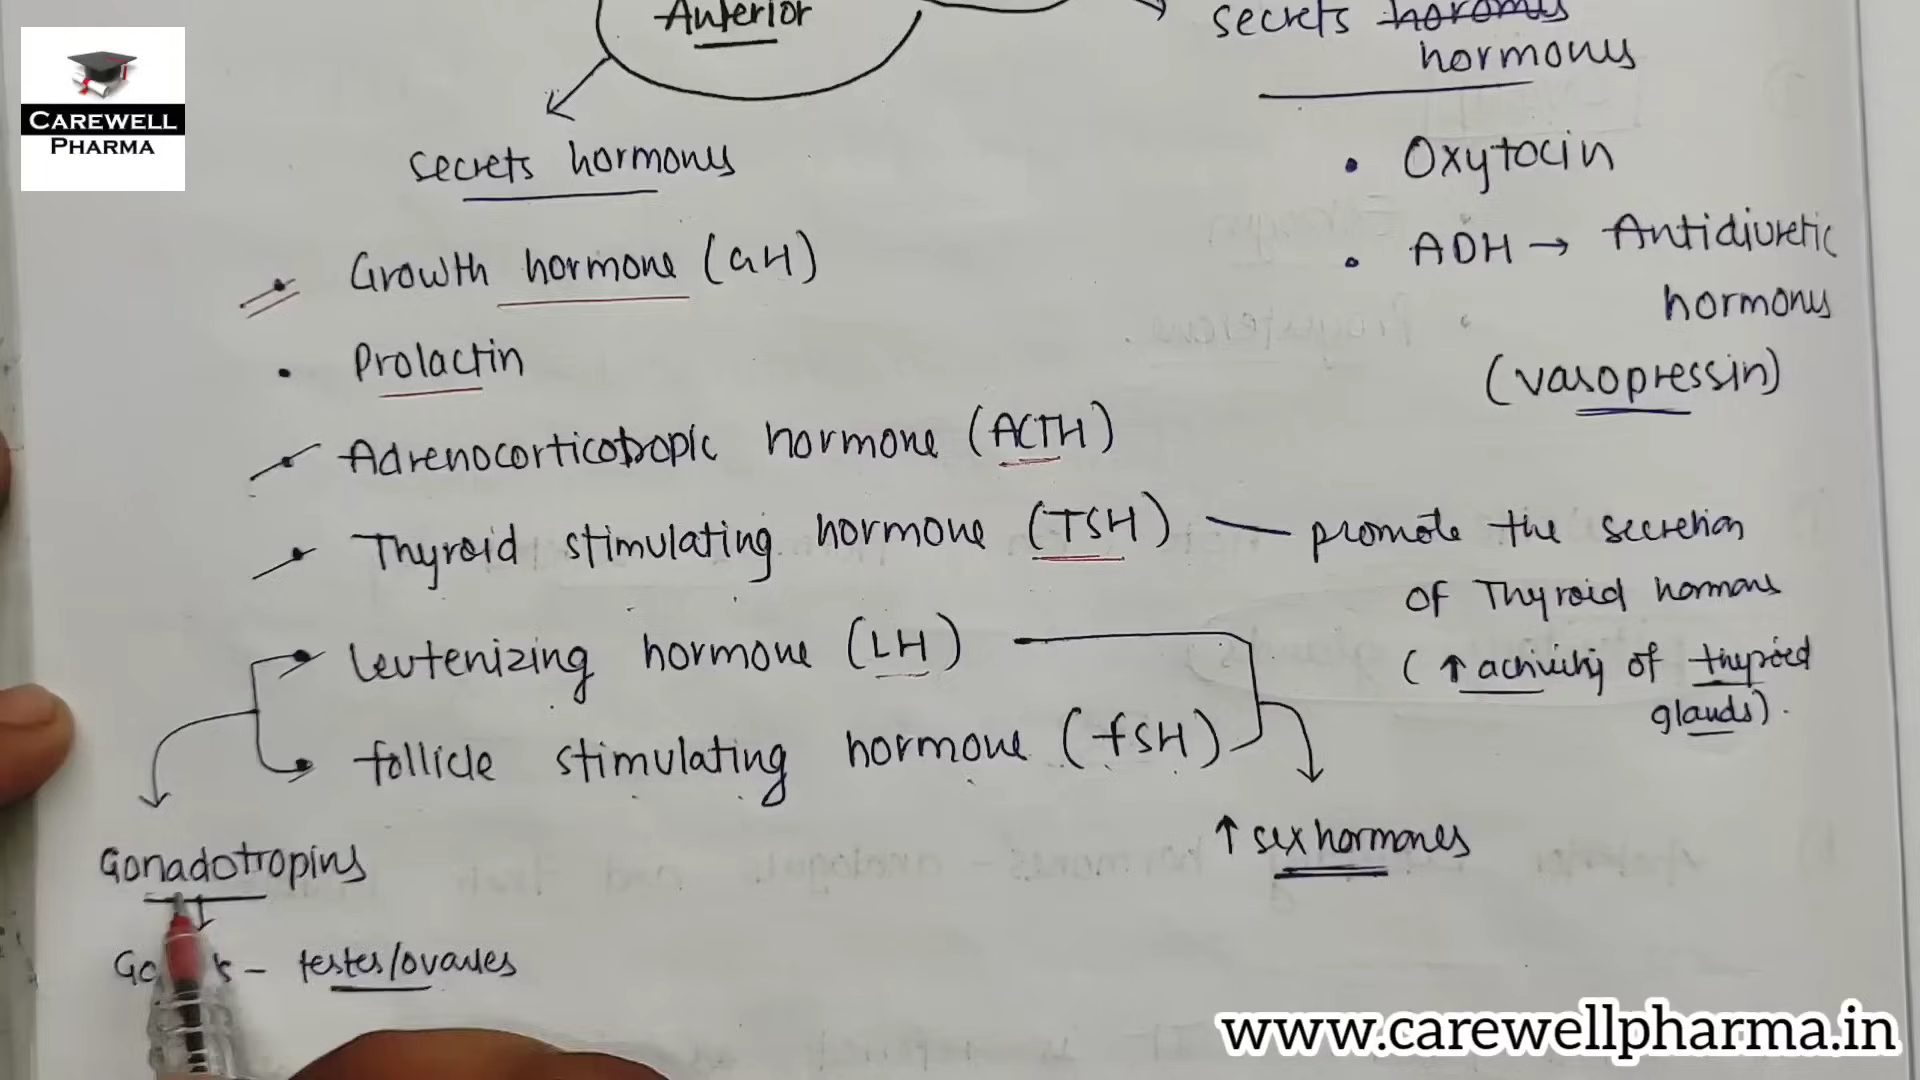 CAREWELL
PHARMA
Anterior
secrets hormones
Growth hormone (GH)
Prolactin
Adrenocorticotropic hormone (ACTH)
Thyroid stimulating hormone (TSH)
leutenizing hormone (LH)
follicle stimulating hormone (fSH)
Gonadotropins
testes/ovaries
secrets
hormones
Oxytocin
ADH → Antidiuretic
hormones
(vasopressin)
promote the secretion
of Thyroid hormons
(↑ activity of thyroid
glands).
↑ sex hormones
www.carewellpharma.in